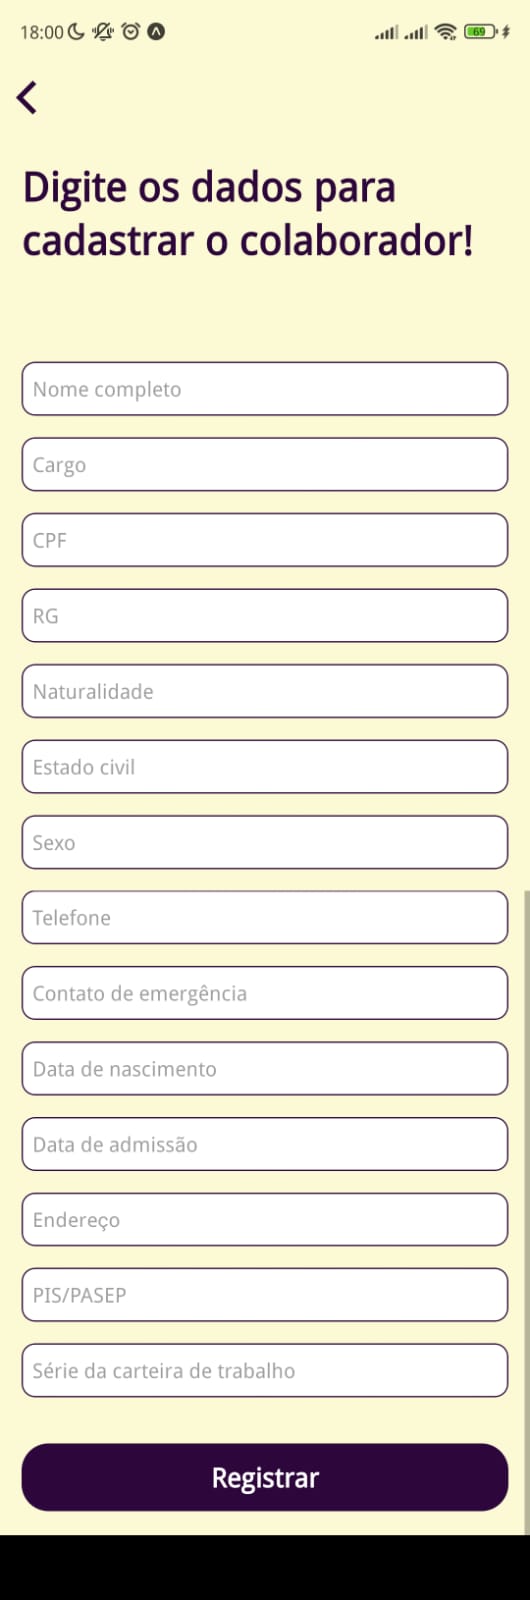 18:00
69
Digite os dados para
cadastrar o colaborador!
Nome completo
Cargo
CPF
RG
Naturalidade
Estado civil
Sexo
Telefone
Contato de emergência
Data de nascimento
Data de admissão
Endereço
PIS/PASEP
Série da carteira de trabalho
Registrar